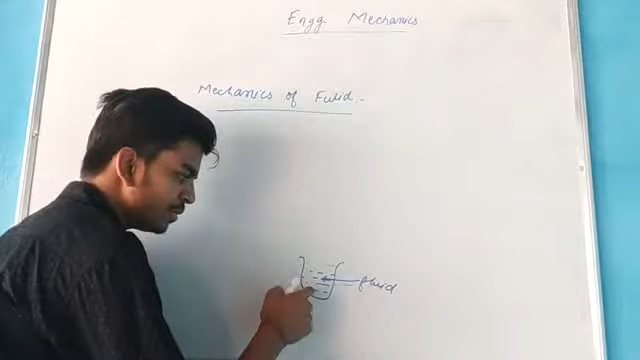 Engg. Mechanics
Mechanics of Fulid.-
fluid